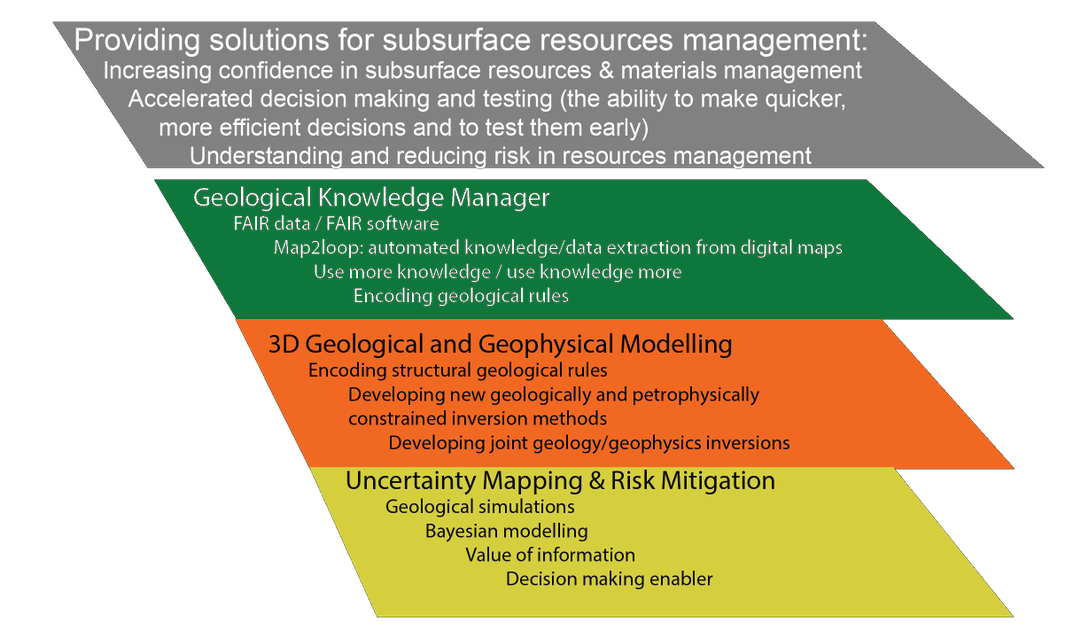 Providing solutions for subsurface resources management:
Increasing confidence in subsurface resources & materials management
Accelerated decision making and testing (the ability to make quicker,
more efficient decisions and to test them early)
Understanding and reducing risk in resources management
Geological Knowledge Manager
FAIR data / FAIR software
Map2loop: automated knowledge/data extraction from digital maps
Use more knowledge / use knowledge more
Encoding geological rules
3D Geological and Geophysical Modelling
Encoding structural geological rules
Developing new geologically and petrophysically
constrained inversion methods
Developing joint geology/geophysics inversions
Uncertainty Mapping & Risk Mitigation
Geological simulations
Bayesian modelling
Value of information
Decision making enabler